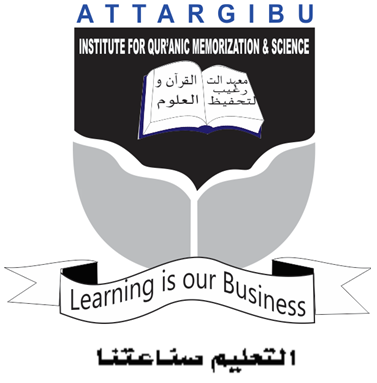 ATTARGIBU
INSTITUTE FOR QUR'ANIC MEMORIZATION & SCIENCE
معهد الت
رغيب
لتحفيظ
القرآن و
العلوم
Learning is our Business
التعليم صناعتنا